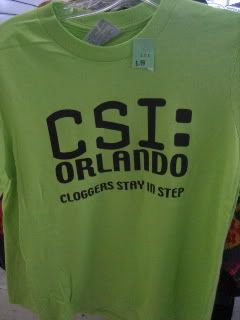 CSI:
ORLANDO
CLOGGERS STAY IN STEP